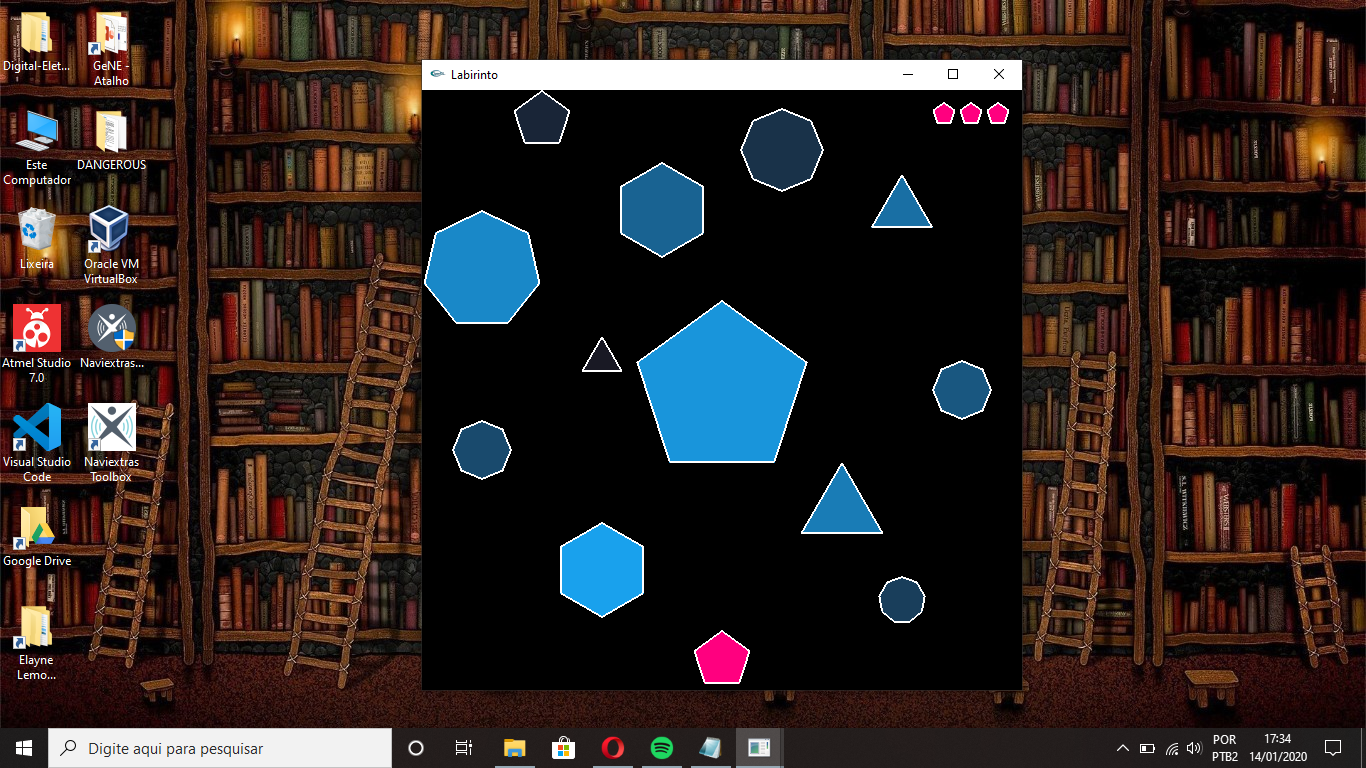 Digital-Elet...
GeNE -
Atalho
Este
Computador
DANGEROUS
Lixeira
Oracle VM
VirtualBox
Atmel Studio
7.0
Naviextras...
Visual Studio
Code
Naviextras
Toolbox
Google Drive
Elayne
Lemo...
Labirinto
Digite aqui para pesquisar
POR
PTB2
17:34
14/01/2020